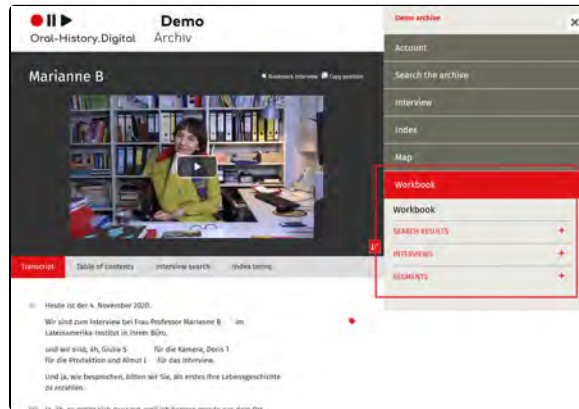 Oral-History.Digital
Demo
Archiv
Marianne B
Bookmark interview
Copy position
Transcript
Table of contents
Interview search
Index terms
Heute ist der 4. November 2020.
Wir sind zum Interview bei Frau Professor Marianne B im
Lateinamerika Institut in ihrem Büro,
und wir sind, äh, Giulia S für die Kamera, Doris T
für die Produktion und Almut L für das Interview.
Und ja, wie besprochen, bitten wir Sie, als erstes Ihre Lebensgeschichte
zu erzählen.
Demo archive
×
Account
Search the archive
Interview
Index
Map
Workbook
Workbook
SEARCH RESULTS +
INTERVIEWS +
SEGMENTS +